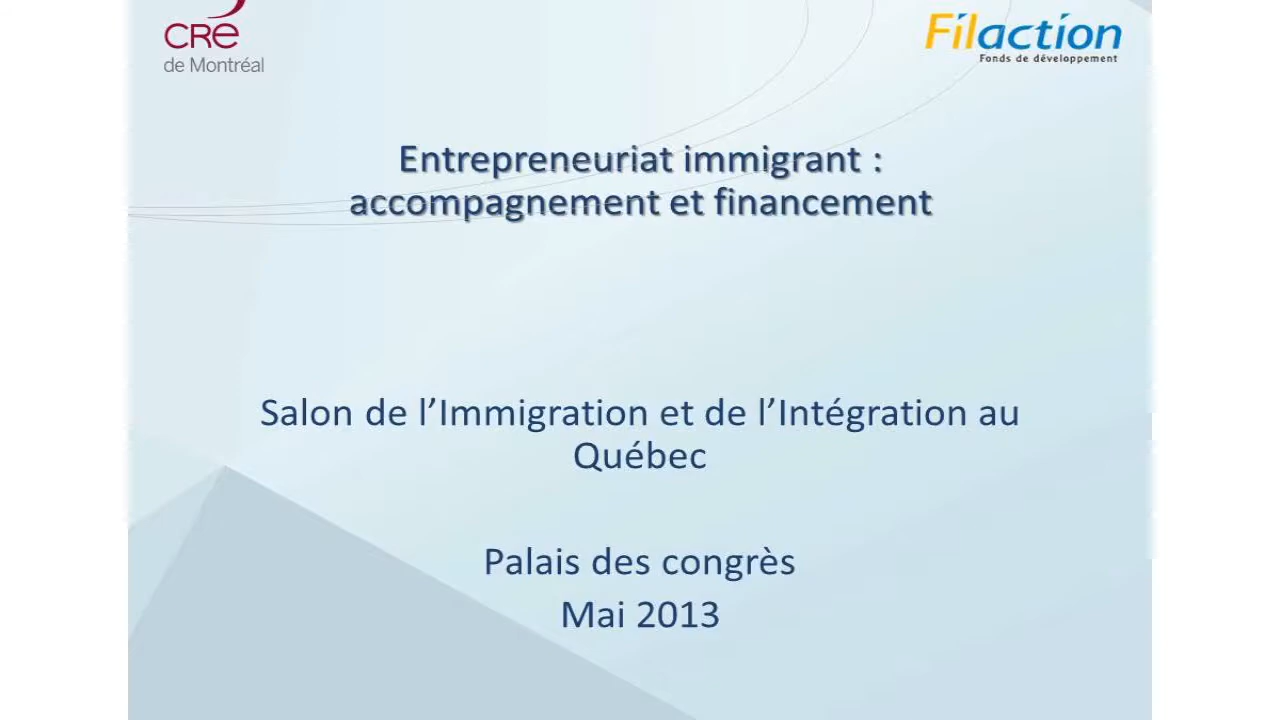 CRé
de Montréal
Filaction
Fonds de développement
Entrepreneuriat immigrant :
accompagnement et financement
Salon de l’Immigration et de l’Intégration au
Québec
Palais des congrès
Mai 2013